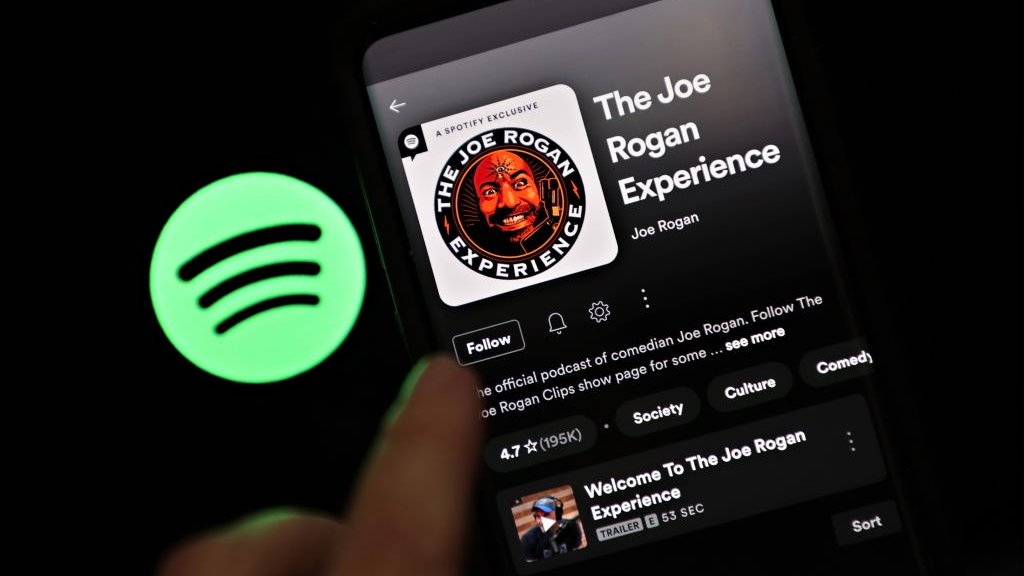 A SPOTIFY EXCLUSIVE
THE JOE ROGAN
EXPERIENCE
The Joe
Rogan
Experience
Joe Rogan
Follow
he official podcast of comedian Joe Rogan. Follow The
oe Rogan Clips show page for some ... see more
4.7 ☆ (195K) • Society Culture Comedy
Welcome To The Joe Rogan
Experience
TRAILER E 53 SEC
Sort